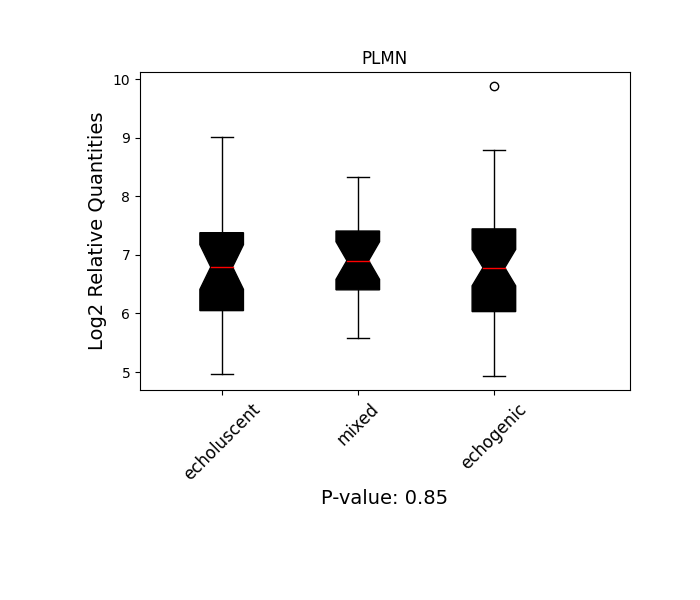 PLMN
Log2 Relative Quantities
10
9
8
7
6
5
echoluscent
mixed
echogenic
P-value: 0.85